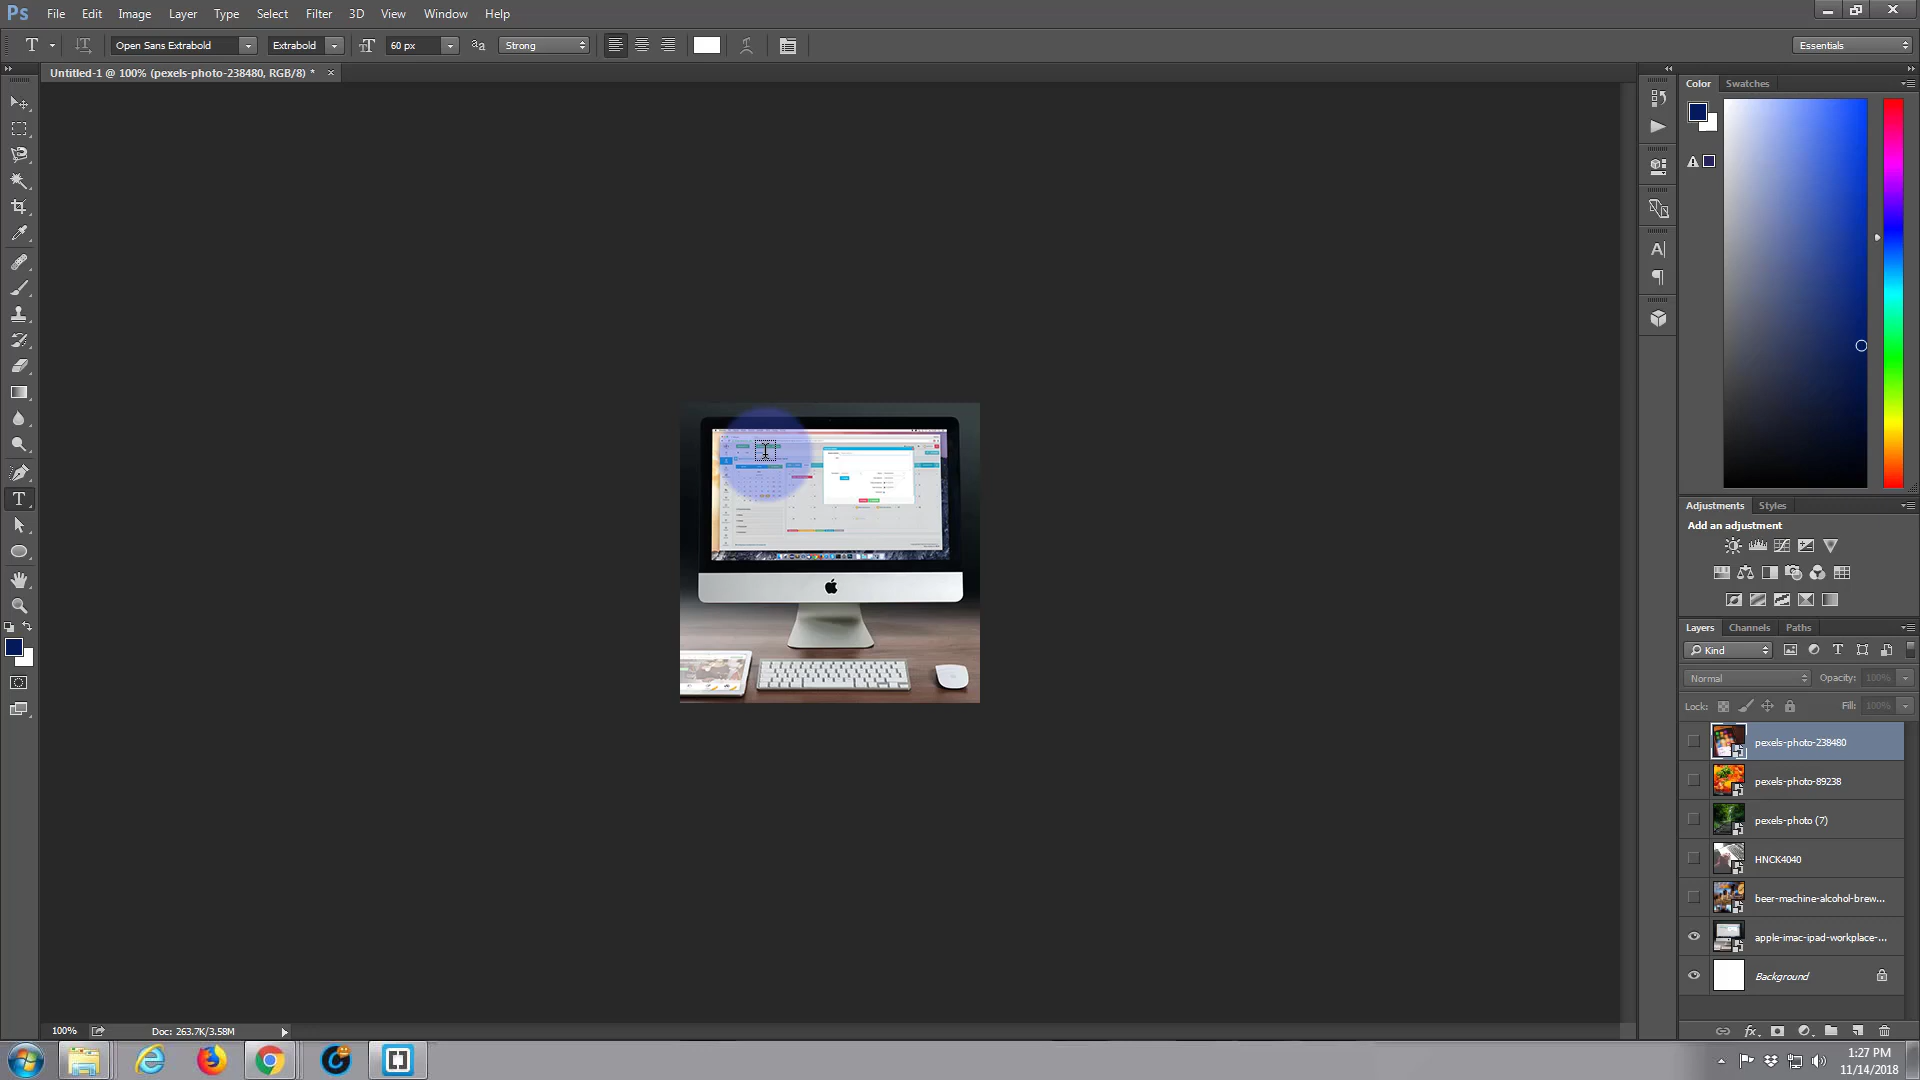 Ps File Edit Image Layer Type Select Filter 3D View Window Help
T Open Sans Extrabold Extrabold 60 px aa Strong Essentials
Untitled-1 @ 100% (pexels-photo-238480, RGB/8) * ×
Color Swatches
Adjustments Styles
Add an adjustment
Layers Channels Paths
Kind
Normal Opacity: 100%
Lock: Fill: 100%
pexels-photo-238480
pexels-photo-89238
pexels-photo (7)
HNCK4040
beer-machine-alcohol-brew...
apple-imac-ipad-workplace-...
Background
100% Doc: 263.7K/3.58M
1:27 PM
11/14/2018